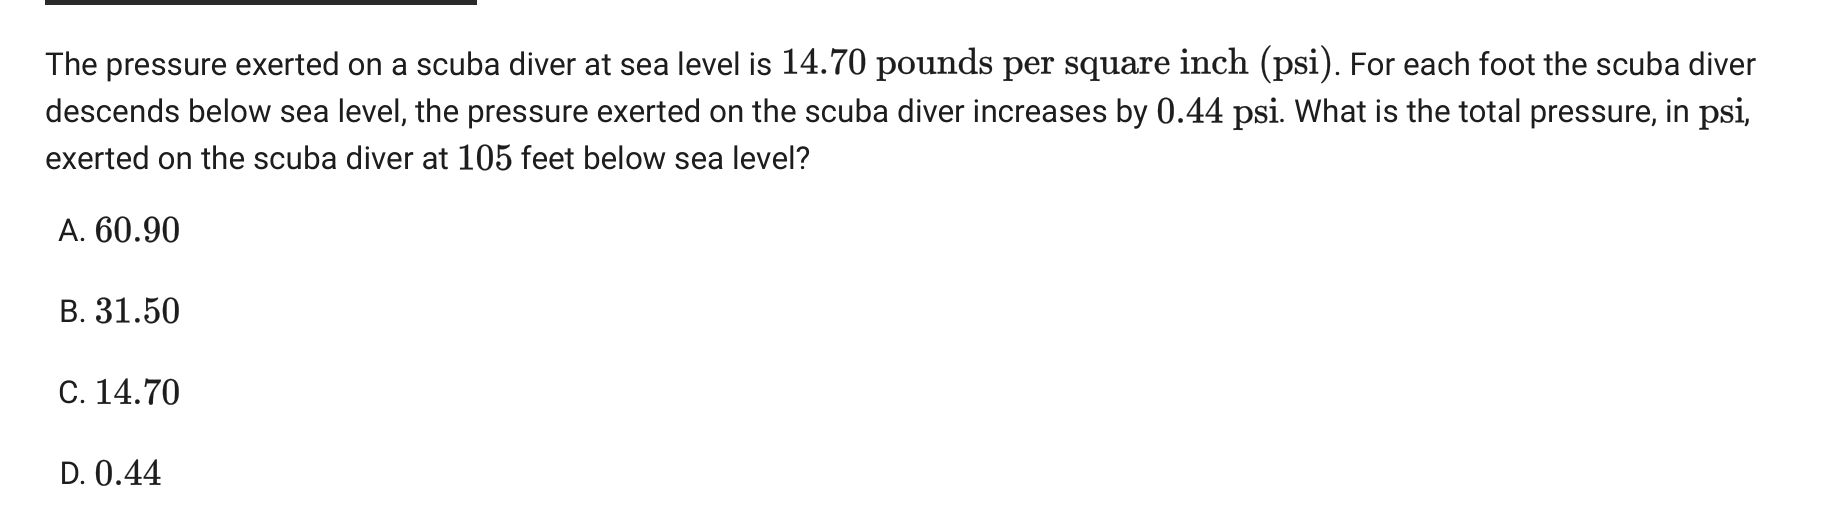 The pressure exerted on a scuba diver at sea level is 14.70 pounds per square inch (psi). For each foot the scuba diver
descends below sea level, the pressure exerted on the scuba diver increases by 0.44 psi. What is the total pressure, in psi,
exerted on the scuba diver at 105 feet below sea level?
A. 60.90
B. 31.50
C. 14.70
D. 0.44